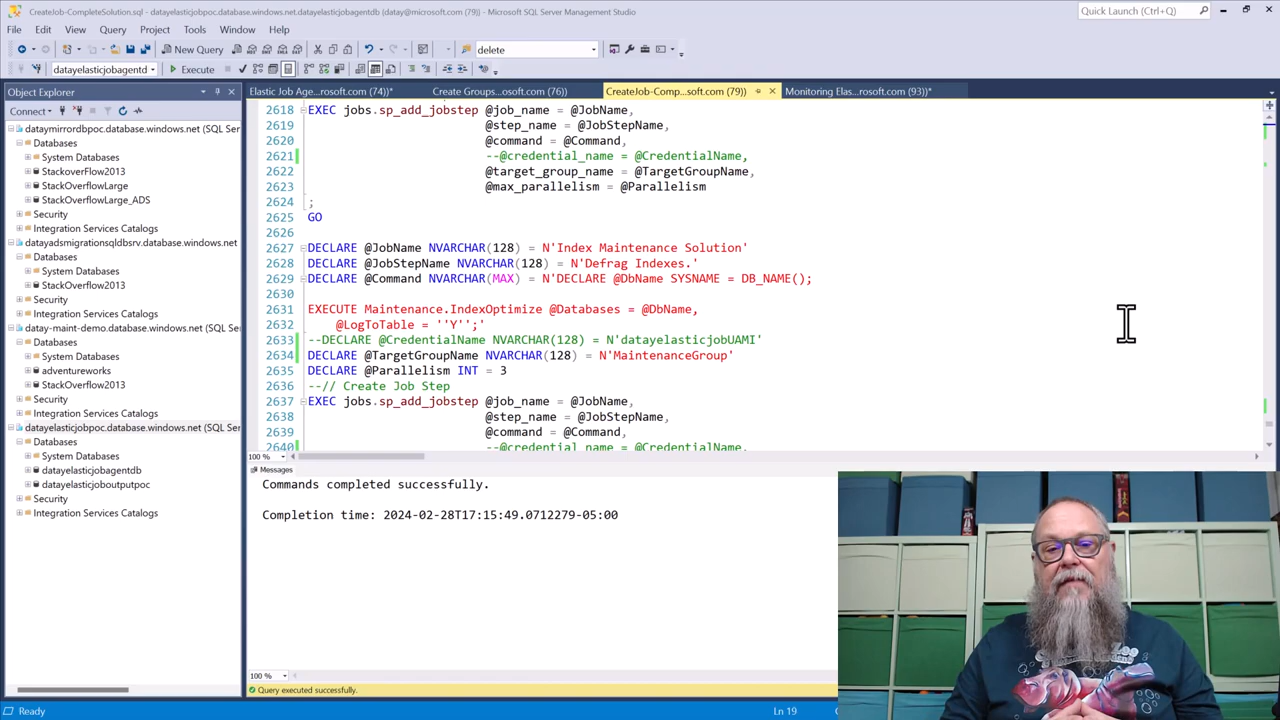 CreateJob-CompleteSolution.sql - datayelasticjobpoc.database.windows.net.datayelasticjobagentdb (datay@microsoft.com (79)) - Microsoft SQL Server Management Studio
Quick Launch (Ctrl+Q)
File Edit View Query Project Tools Window Help
New Query
delete
datayelasticjobagentd
Execute
Object Explorer
Elastic Job Age...rosoft.com (74))*
Create Groups...osoft.com (76))
CreateJob-Comp...soft.com (79))
Monitoring Elas...rosoft.com (93))*
Connect
dataymirrordbpoc.database.windows.net (SQL Ser
Databases
System Databases
StackoverFlow2013
StackOverflowLarge
StackOverflowLarge_ADS
Security
Integration Services Catalogs
datayadsmigrationsqldbsrv.database.windows.net
Databases
System Databases
StackOverflow2013
Security
Integration Services Catalogs
datay-maint-demo.database.windows.net (SQL Ser
Databases
System Databases
adventureworks
StackOverflow2013
Security
Integration Services Catalogs
datayelasticjobpoc.database.windows.net (SQL Ser
Databases
System Databases
datayelasticjobagentdb
datayelasticjoboutputpoc
Security
Integration Services Catalogs
2618 EXEC jobs.sp_add_jobstep @job_name = @JobName,
2619 @step_name = @JobStepName,
2620 @command = @Command,
2621 --@credential_name = @CredentialName,
2622 @target_group_name = @TargetGroupName,
2623 @max_parallelism = @Parallelism
2624 ;
2625 GO
2626
2627 DECLARE @JobName NVARCHAR(128) = N'Index Maintenance Solution'
2628 DECLARE @JobStepName NVARCHAR(128) = N'Defrag Indexes.'
2629 DECLARE @Command NVARCHAR(MAX) = N'DECLARE @DbName SYSNAME = DB_NAME();
2630
2631 EXECUTE Maintenance.IndexOptimize @Databases = @DbName,
2632 @LogToTable = ''Y'';'
2633 --DECLARE @CredentialName NVARCHAR(128) = N'datayelasticjobUAMI'
2634 DECLARE @TargetGroupName NVARCHAR(128) = N'MaintenanceGroup'
2635 DECLARE @Parallelism INT = 3
2636 --// Create Job Step
2637 EXEC jobs.sp_add_jobstep @job_name = @JobName,
2638 @step_name = @JobStepName,
2639 @command = @Command,
2640 --@credential_name = @CredentialName,
100 %
Messages
Commands completed successfully.
Completion time: 2024-02-28T17:15:49.0712279-05:00
100 %
Query executed successfully.
Ready
Ln 19